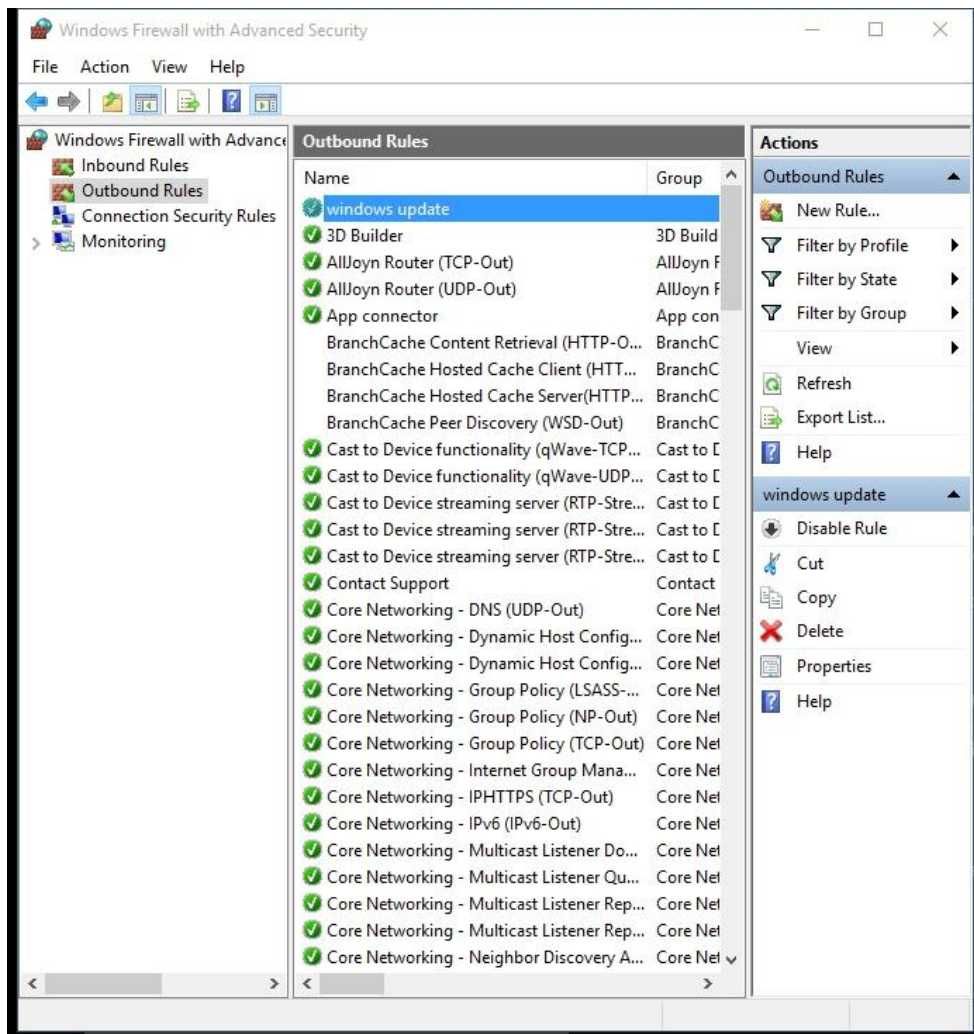 Windows Firewall with Advanced Security
File Action View Help
Windows Firewall with Advance
Inbound Rules
Outbound Rules
Connection Security Rules
Monitoring
Outbound Rules
Name Group
windows update
3D Builder 3D Build
AllJoyn Router (TCP-Out) AllJoyn F
AllJoyn Router (UDP-Out) AllJoyn F
App connector App con
BranchCache Content Retrieval (HTTP-O... BranchC
BranchCache Hosted Cache Client (HTT... BranchC
BranchCache Hosted Cache Server(HTTP... BranchC
BranchCache Peer Discovery (WSD-Out) BranchC
Cast to Device functionality (qWave-TCP... Cast to D
Cast to Device functionality (qWave-UDP... Cast to D
Cast to Device streaming server (RTP-Stre... Cast to D
Cast to Device streaming server (RTP-Stre... Cast to D
Cast to Device streaming server (RTP-Stre... Cast to D
Contact Support Contact
Core Networking - DNS (UDP-Out) Core Net
Core Networking - Dynamic Host Config... Core Net
Core Networking - Dynamic Host Config... Core Net
Core Networking - Group Policy (LSASS-... Core Net
Core Networking - Group Policy (NP-Out) Core Net
Core Networking - Group Policy (TCP-Out) Core Net
Core Networking - Internet Group Mana... Core Net
Core Networking - IPHTTPS (TCP-Out) Core Net
Core Networking - IPv6 (IPv6-Out) Core Net
Core Networking - Multicast Listener Do... Core Net
Core Networking - Multicast Listener Qu... Core Net
Core Networking - Multicast Listener Rep... Core Net
Core Networking - Multicast Listener Rep... Core Net
Core Networking - Neighbor Discovery A... Core Net
Actions
Outbound Rules
New Rule...
Filter by Profile
Filter by State
Filter by Group
View
Refresh
Export List...
Help
windows update
Disable Rule
Cut
Copy
Delete
Properties
Help